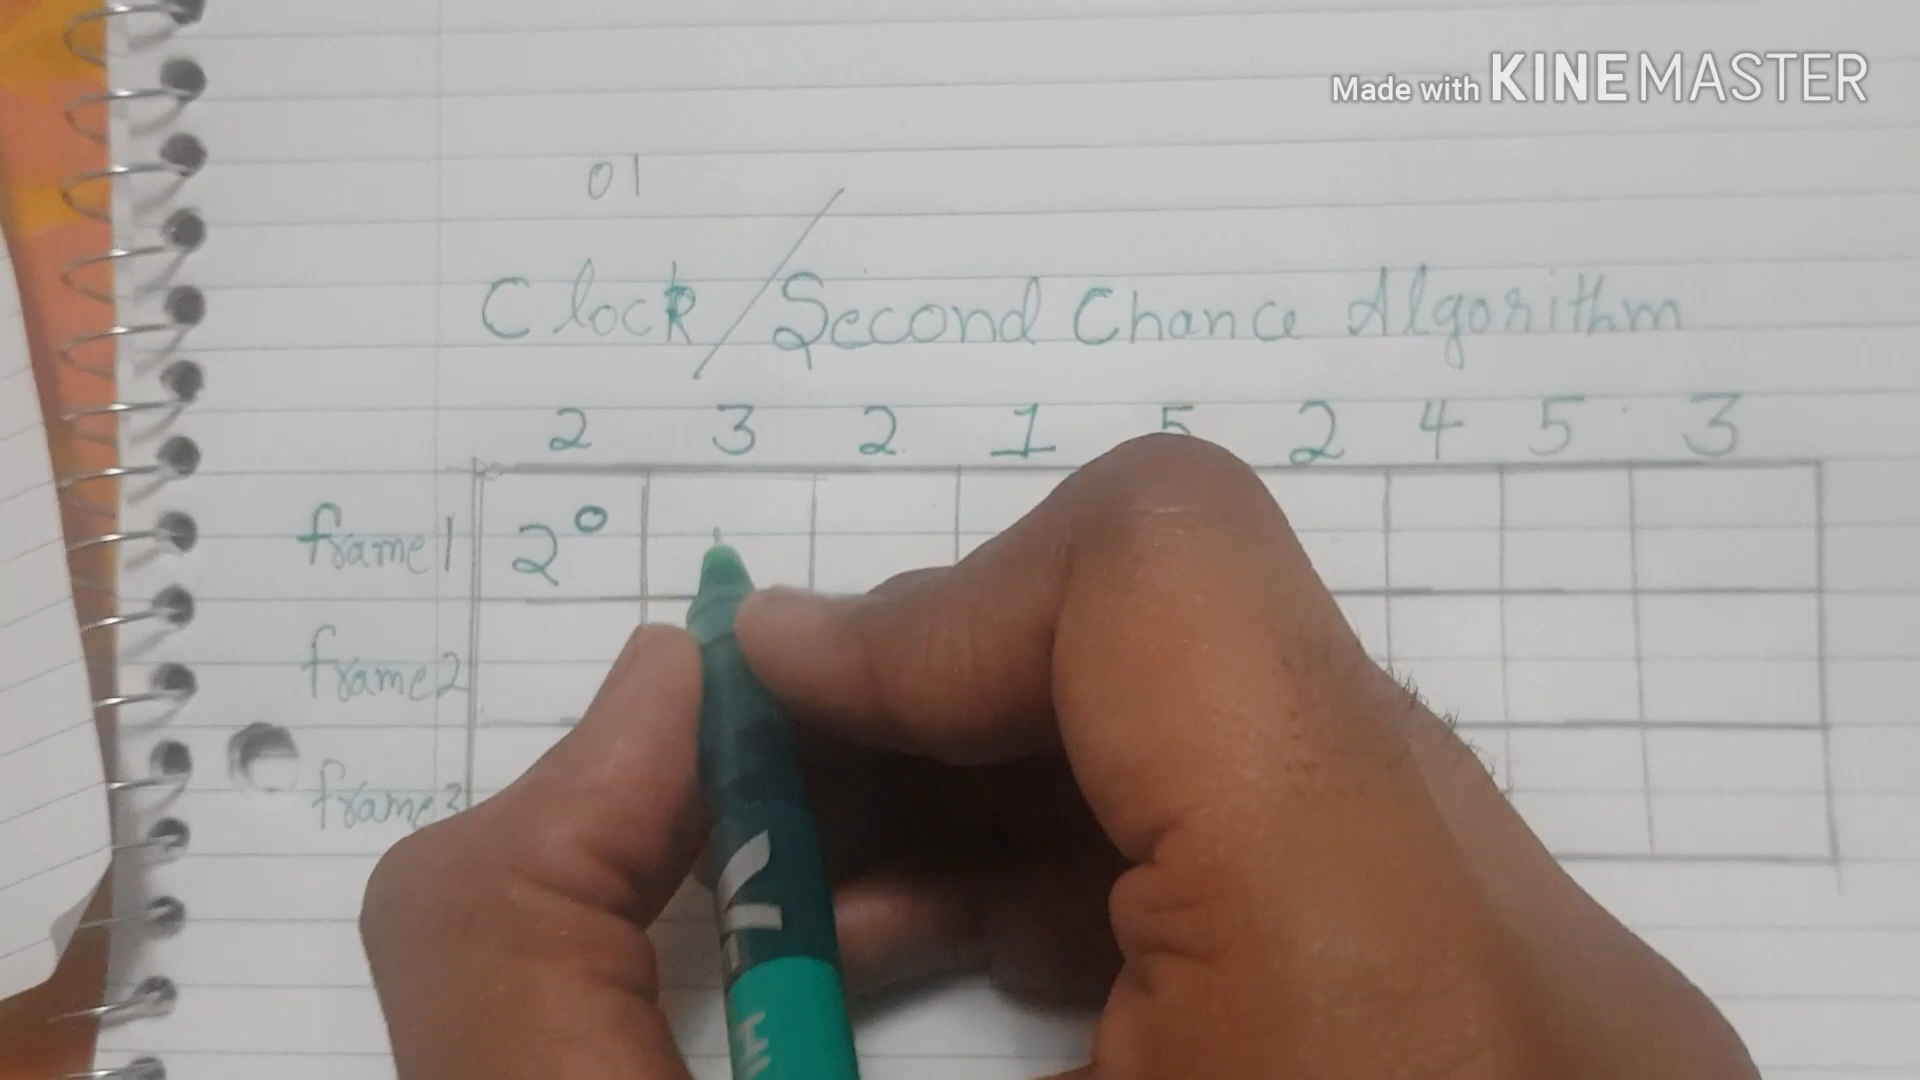 Made with KINEMASTER
01
Clock/Second Chance Algorithm
2 3 2 1 5 2 4 5 3
frame1 2⁰
frame2
frame3